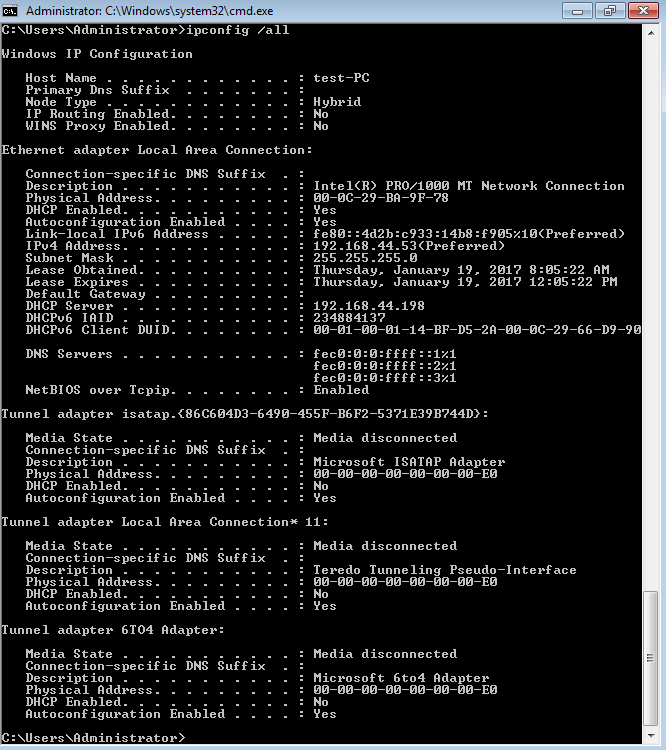 Administrator: C:\Windows\system32\cmd.exe
C:\Users\Administrator>ipconfig /all
Windows IP Configuration
Host Name . . . . . . . . . . . . : test-PC
Primary Dns Suffix  . . . . . . . :
Node Type . . . . . . . . . . . . : Hybrid
IP Routing Enabled. . . . . . . . : No
WINS Proxy Enabled. . . . . . . . : No
Ethernet adapter Local Area Connection:
Connection-specific DNS Suffix  . :
Description . . . . . . . . . . . : Intel(R) PRO/1000 MT Network Connection
Physical Address. . . . . . . . . : 00-0C-29-BA-9F-78
DHCP Enabled. . . . . . . . . . . : Yes
Autoconfiguration Enabled . . . . : Yes
Link-local IPv6 Address . . . . . : fe80::4d2b:c933:14b8:f905%10(Preferred)
IPv4 Address. . . . . . . . . . . : 192.168.44.53(Preferred)
Subnet Mask . . . . . . . . . . . : 255.255.255.0
Lease Obtained. . . . . . . . . . : Thursday, January 19, 2017 8:05:22 AM
Lease Expires . . . . . . . . . . : Thursday, January 19, 2017 12:05:22 PM
Default Gateway . . . . . . . . . :
DHCP Server . . . . . . . . . . . : 192.168.44.198
DHCPv6 IAID . . . . . . . . . . . : 234884137
DHCPv6 Client DUID. . . . . . . . : 00-01-00-01-14-BF-D5-2A-00-0C-29-66-D9-90
DNS Servers . . . . . . . . . . . : fec0:0:0:ffff::1%1
fec0:0:0:ffff::2%1
fec0:0:0:ffff::3%1
NetBIOS over Tcpip. . . . . . . . : Enabled
Tunnel adapter isatap.{86C604D3-6490-455F-B6F2-5371E39B744D}:
Media State . . . . . . . . . . . : Media disconnected
Connection-specific DNS Suffix  . :
Description . . . . . . . . . . . : Microsoft ISATAP Adapter
Physical Address. . . . . . . . . : 00-00-00-00-00-00-00-E0
DHCP Enabled. . . . . . . . . . . : No
Autoconfiguration Enabled . . . . : Yes
Tunnel adapter Local Area Connection* 11:
Media State . . . . . . . . . . . : Media disconnected
Connection-specific DNS Suffix  . :
Description . . . . . . . . . . . : Teredo Tunneling Pseudo-Interface
Physical Address. . . . . . . . . : 00-00-00-00-00-00-00-E0
DHCP Enabled. . . . . . . . . . . : No
Autoconfiguration Enabled . . . . : Yes
Tunnel adapter 6TO4 Adapter:
Media State . . . . . . . . . . . : Media disconnected
Connection-specific DNS Suffix  . :
Description . . . . . . . . . . . : Microsoft 6to4 Adapter
Physical Address. . . . . . . . . : 00-00-00-00-00-00-00-E0
DHCP Enabled. . . . . . . . . . . : No
Autoconfiguration Enabled . . . . : Yes
C:\Users\Administrator>